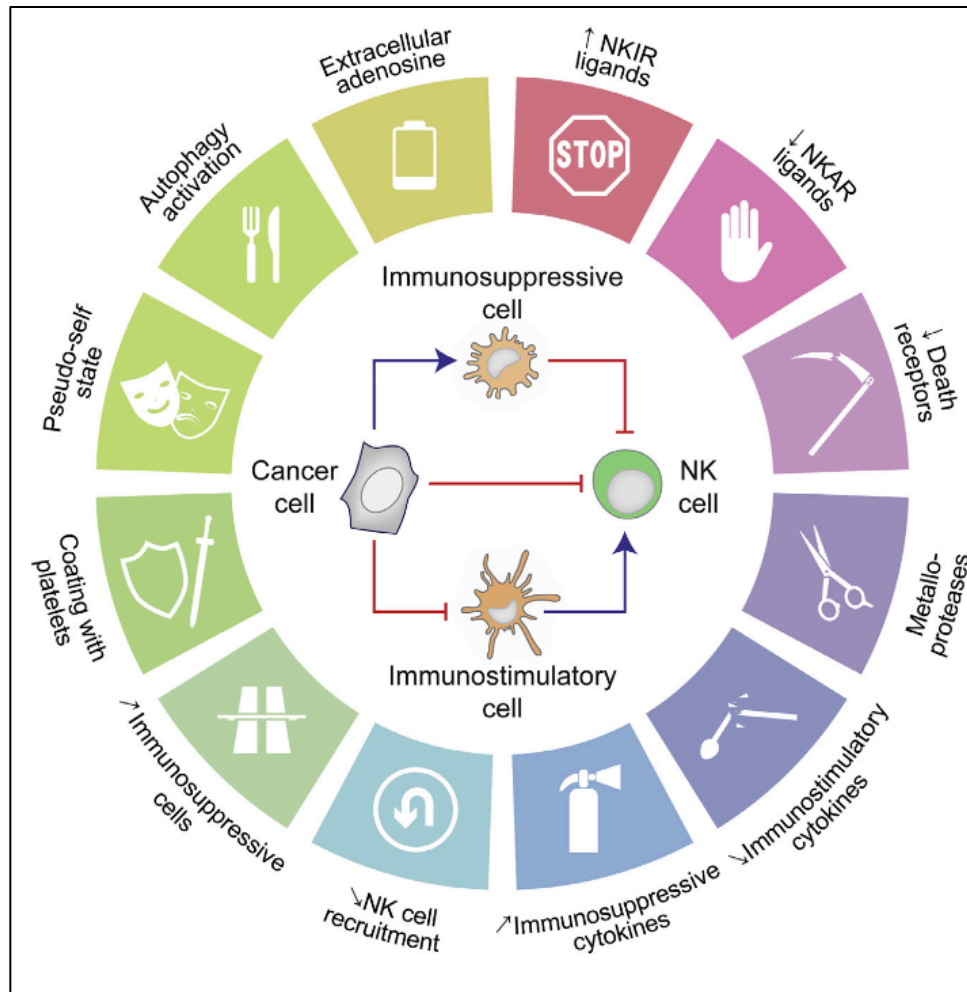 Extracellular
adenosine
↑ NKIR
ligands
STOP
↓ NKAR
ligands
↓ Death
receptors
Metallo-
proteases
↘Immunostimulatory
cytokines
↗Immunosuppressive
cytokines
↘NK cell
recruitment
↗Immunosuppressive
cells
Coating with
platelets
Pseudo-self
state
Autophagy
activation
Immunosuppressive
cell
Cancer
cell
NK
cell
Immunostimulatory
cell